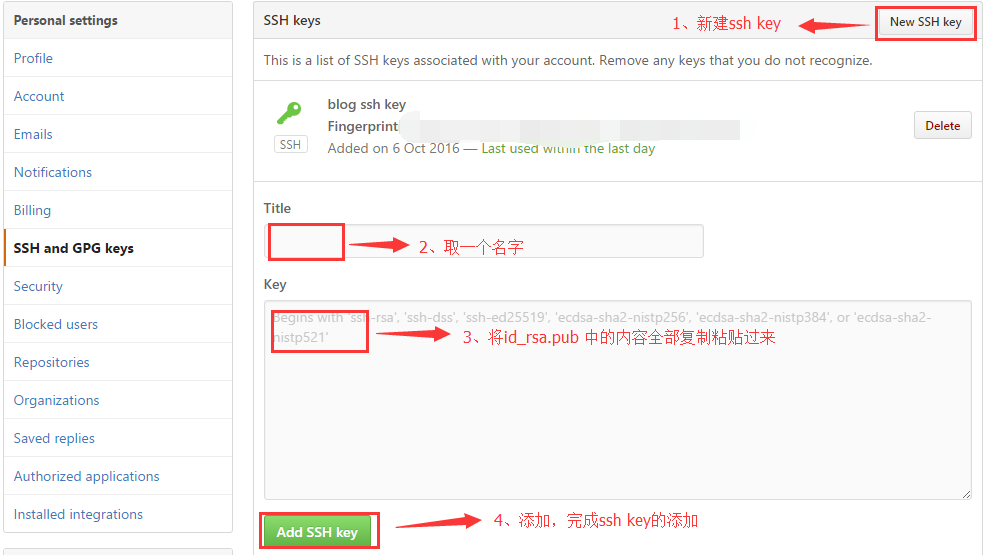 Personal settings
Profile
Account
Emails
Notifications
Billing
SSH and GPG keys
Security
Blocked users
Repositories
Organizations
Saved replies
Authorized applications
Installed integrations
SSH keys
1、新建ssh key
New SSH key
This is a list of SSH keys associated with your account. Remove any keys that you do not recognize.
SSH
blog ssh key
Fingerprint
Added on 6 Oct 2016 — Last used within the last day
Delete
Title
2、取一个名字
Key
Begins with 'ssh-rsa', 'ssh-dss', 'ssh-ed25519', 'ecdsa-sha2-nistp256', 'ecdsa-sha2-nistp384', or 'ecdsa-sha2-
nistp521'
3、将id_rsa.pub 中的内容全部复制粘贴过来
Add SSH key
4、添加，完成ssh key的添加